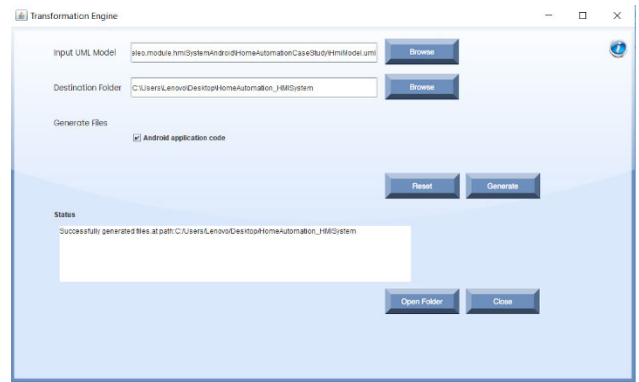 Transformation Engine
Input UML Model
eleo.module.hmiSystemAndroid\HomeAutomationCaseStudy\HmiModel.uml
Browse
Destination Folder
C:\Users\Lenovo\Desktop\HomeAutomation_HMISystem
Browse
Generate Files
Android application code
Reset
Generate
Status
Successfully generated files.at path:C:/Users/Lenovo/Desktop/HomeAutomation_HMISystem
Open Folder
Close